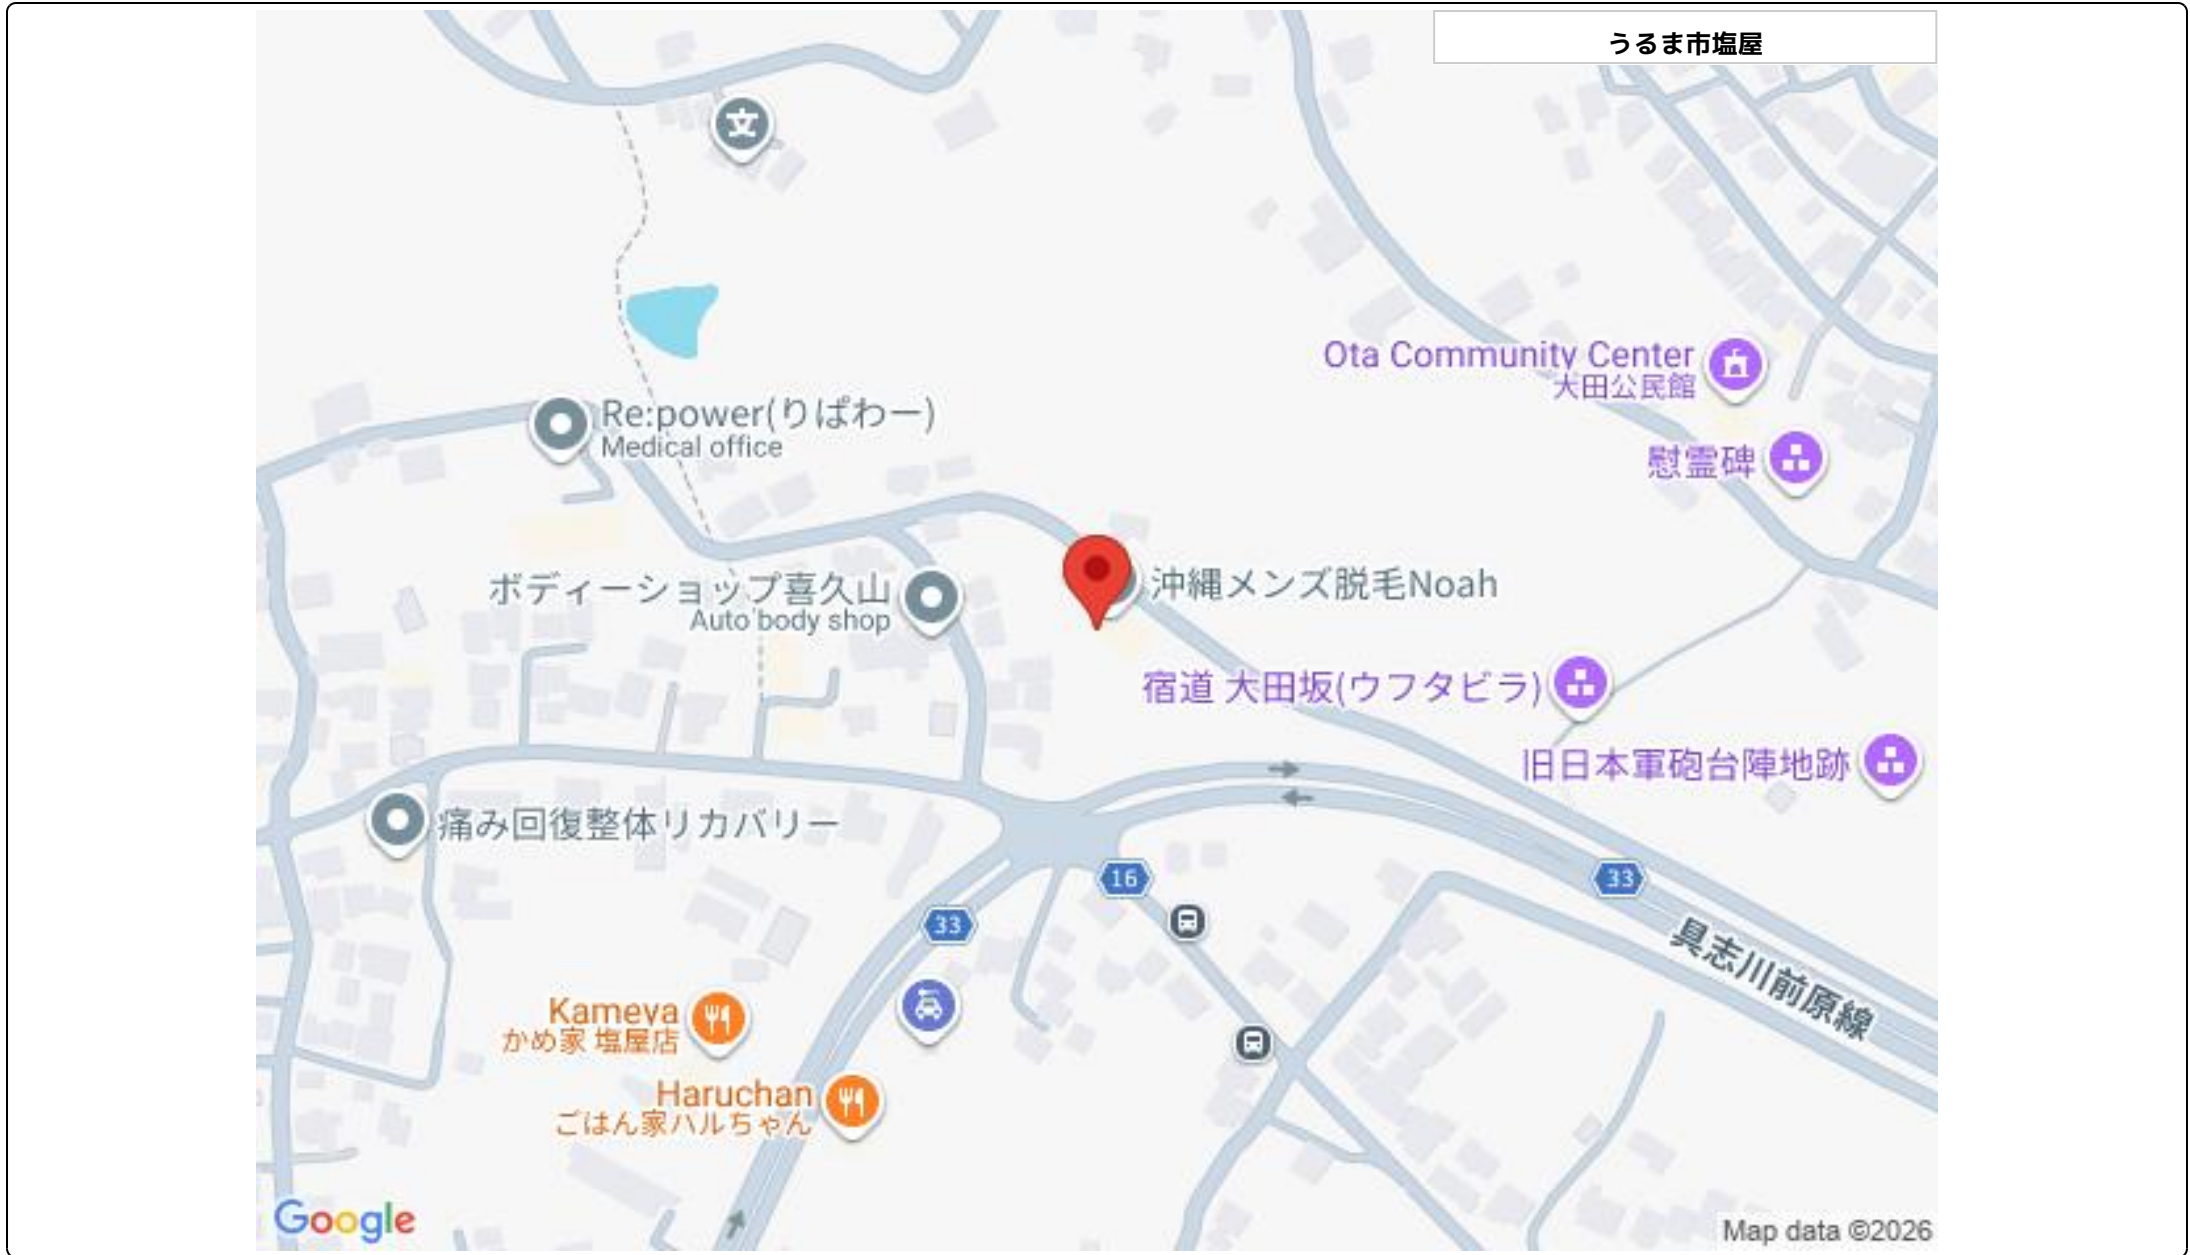 うるま市塩屋
文
Ota Community Center
大田公民館
Re:power(りぱわー)
Medical office
慰霊碑
ボディーショップ喜久山
Auto body shop
沖縄メンズ脱毛Noah
宿道 大田坂(ウフタビラ)
旧日本軍砲台陣地跡
痛み回復整体リカバリー
16
33
33
具志川前原線
Kameya
かめ家 塩屋店
Haruchan
ごはん家ハルちゃん
Google
Map data ©2026